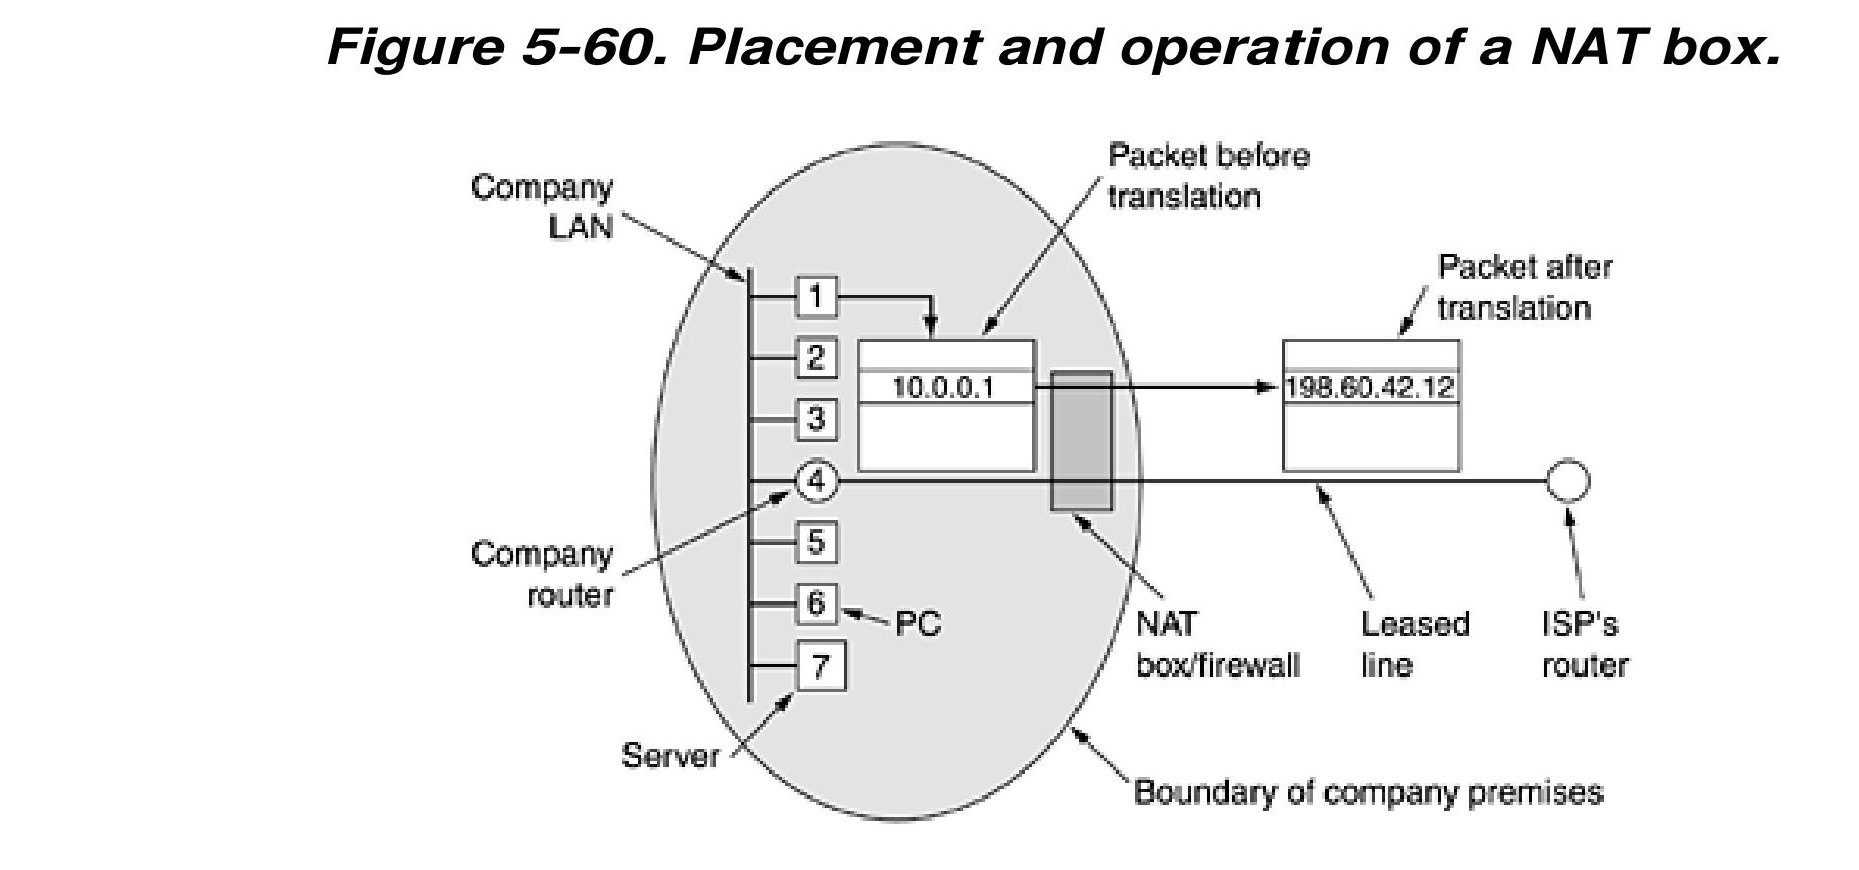 Figure 5-60. Placement and operation of a NAT box.
Packet before
translation
Company
LAN
Packet after
translation
1
2
10.0.0.1
198.60.42.12
3
4
5
Company
router
6
PC
NAT
box/firewall
Leased
line
ISP's
router
7
Server
Boundary of company premises